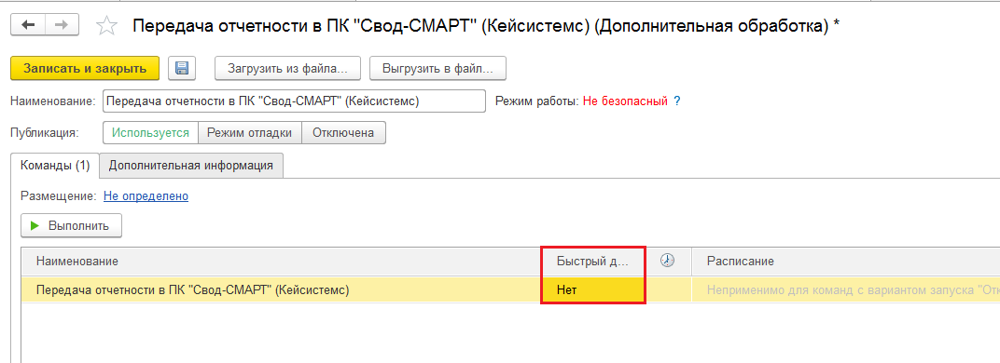 Передача отчетности в ПК "Свод-СМАРТ" (Кейсистемс) (Дополнительная обработка) *
Записать и закрыть Загрузить из файла... Выгрузить в файл...
Наименование: Передача отчетности в ПК "Свод-СМАРТ" (Кейсистемс) Режим работы: Не безопасный ?
Публикация: Используется Режим отладки Отключена
Команды (1) Дополнительная информация
Размещение: Не определено
Выполнить
Наименование Быстрый д... Расписание
Передача отчетности в ПК "Свод-СМАРТ" (Кейсистемс) Нет Неприменимо для команд с вариантом запуска "От